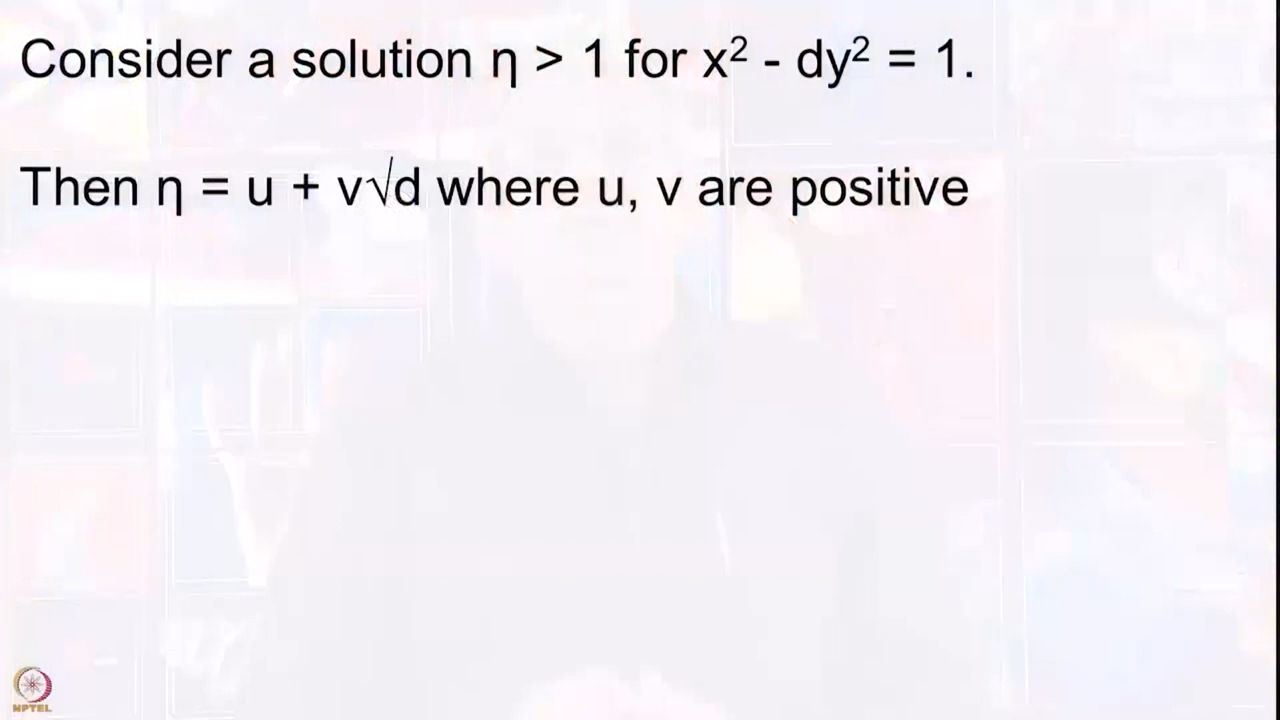 Consider a solution η > 1 for x² - dy² = 1.
Then η = u + v√d where u, v are positive
NPTEL